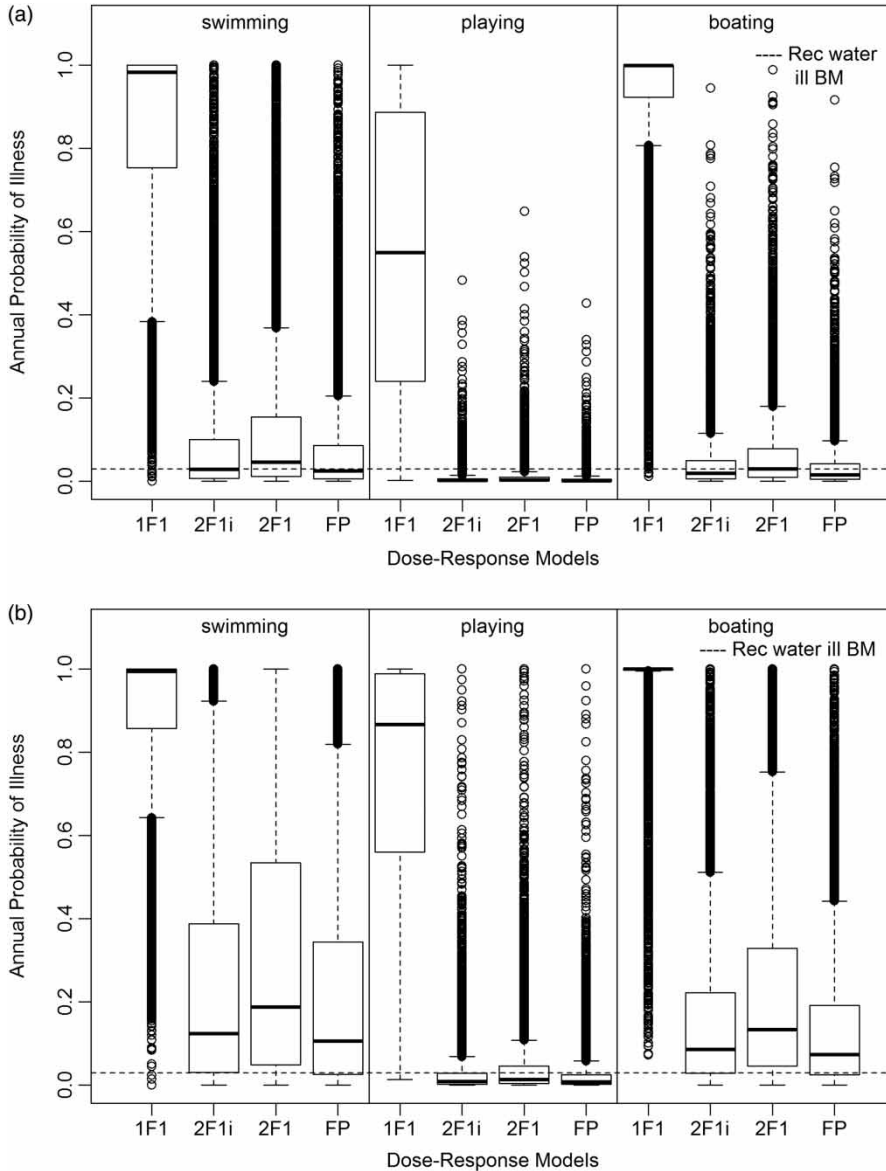 (a)
swimming playing boating
Rec water
ill BM
Annual Probability of Illness
1.0
0.8
0.6
0.4
0.2
0.0
1F1 2F1i 2F1 FP 1F1 2F1i 2F1 FP 1F1 2F1i 2F1 FP
Dose-Response Models
(b)
swimming playing boating
Rec water ill BM
Annual Probability of Illness
1.0
0.8
0.6
0.4
0.2
0.0
1F1 2F1i 2F1 FP 1F1 2F1i 2F1 FP 1F1 2F1i 2F1 FP
Dose-Response Models